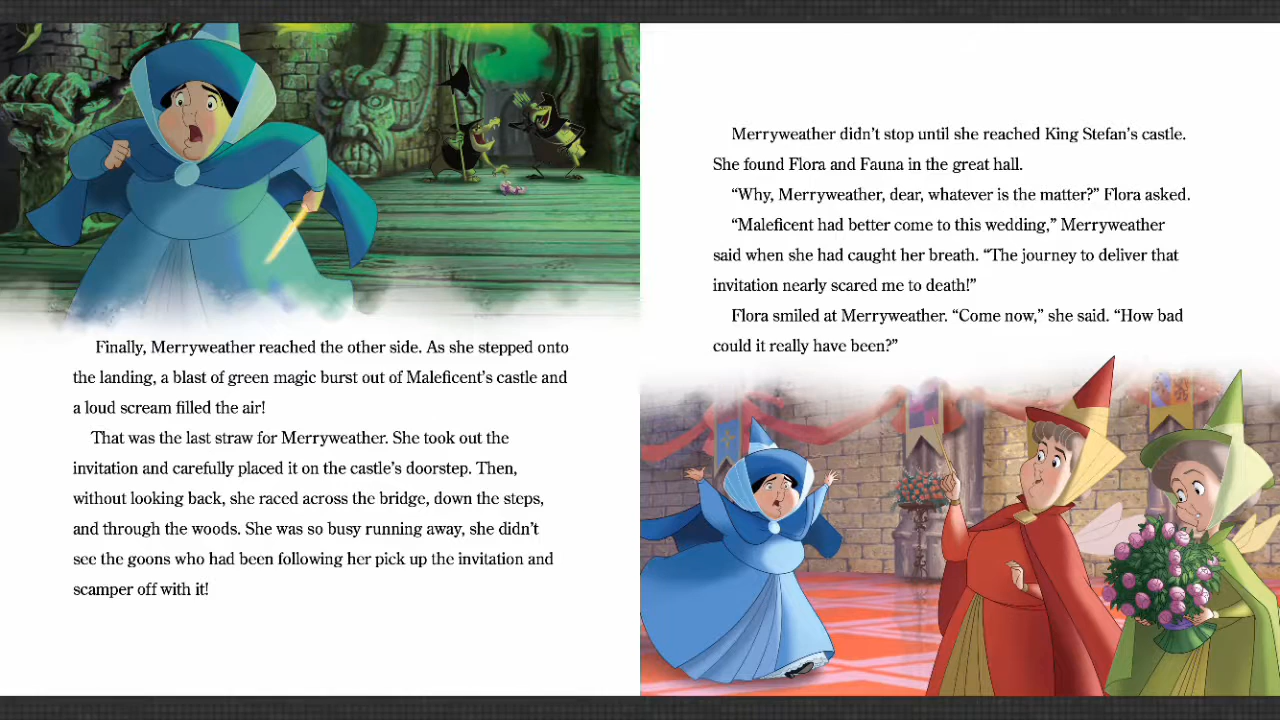 Finally, Merryweather reached the other side. As she stepped onto
the landing, a blast of green magic burst out of Maleficent’s castle and
a loud scream filled the air!
That was the last straw for Merryweather. She took out the
invitation and carefully placed it on the castle’s doorstep. Then,
without looking back, she raced across the bridge, down the steps,
and through the woods. She was so busy running away, she didn’t
see the goons who had been following her pick up the invitation and
scamper off with it!
Merryweather didn’t stop until she reached King Stefan’s castle.
She found Flora and Fauna in the great hall.
“Why, Merryweather, dear, whatever is the matter?” Flora asked.
“Maleficent had better come to this wedding,” Merryweather
said when she had caught her breath. “The journey to deliver that
invitation nearly scared me to death!”
Flora smiled at Merryweather. “Come now,” she said. “How bad
could it really have been?”